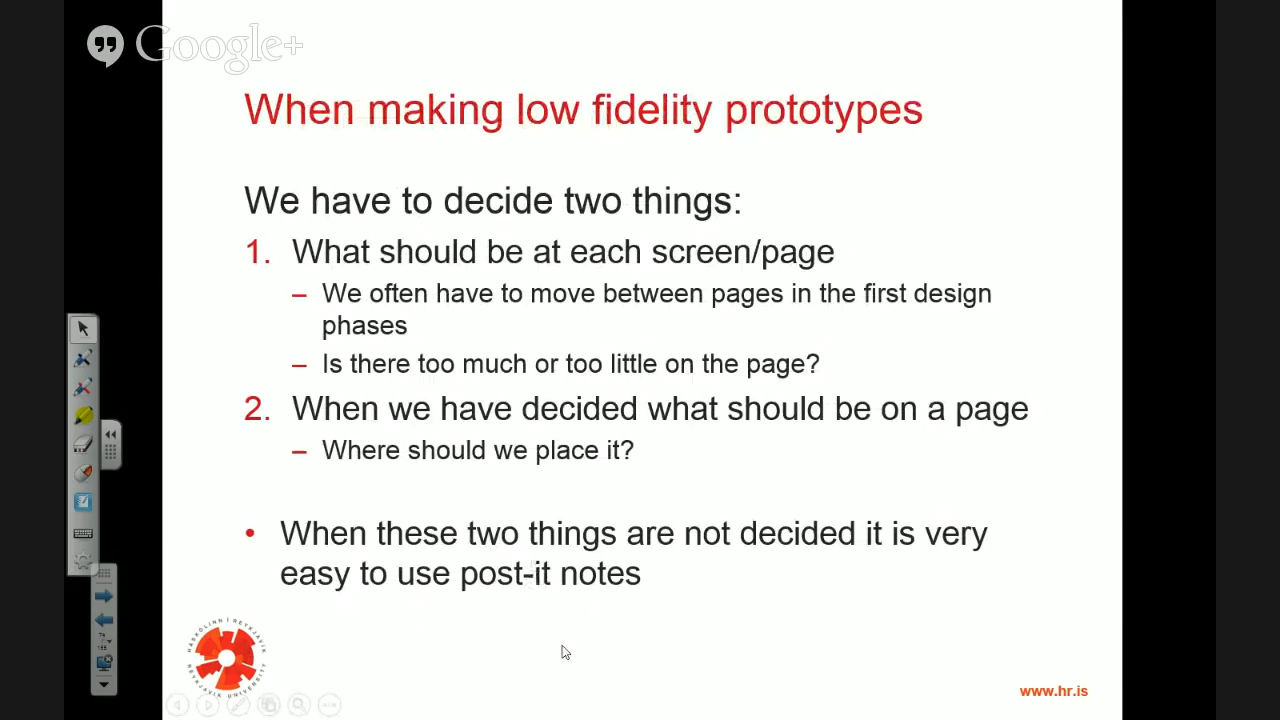 Google+
When making low fidelity prototypes
We have to decide two things:
1. What should be at each screen/page
– We often have to move between pages in the first design
phases
– Is there too much or too little on the page?
2. When we have decided what should be on a page
– Where should we place it?
• When these two things are not decided it is very
easy to use post-it notes
HÁSKÓLINN Í REYKJAVÍK
REYKJAVIK UNIVERSITY
www.hr.is